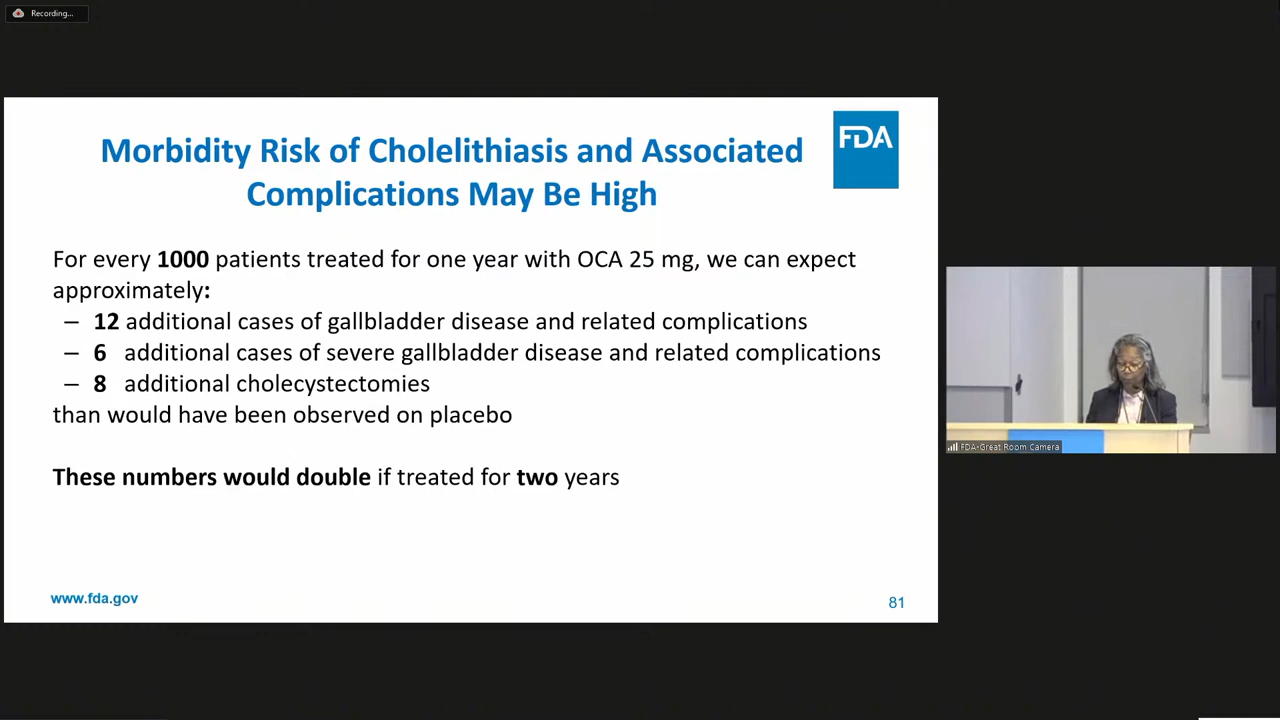 Recording...
Morbidity Risk of Cholelithiasis and Associated
Complications May Be High
FDA
For every 1000 patients treated for one year with OCA 25 mg, we can expect
approximately:
– 12 additional cases of gallbladder disease and related complications
– 6 additional cases of severe gallbladder disease and related complications
– 8 additional cholecystectomies
than would have been observed on placebo
These numbers would double if treated for two years
www.fda.gov
81
FDA-Great Room Camera